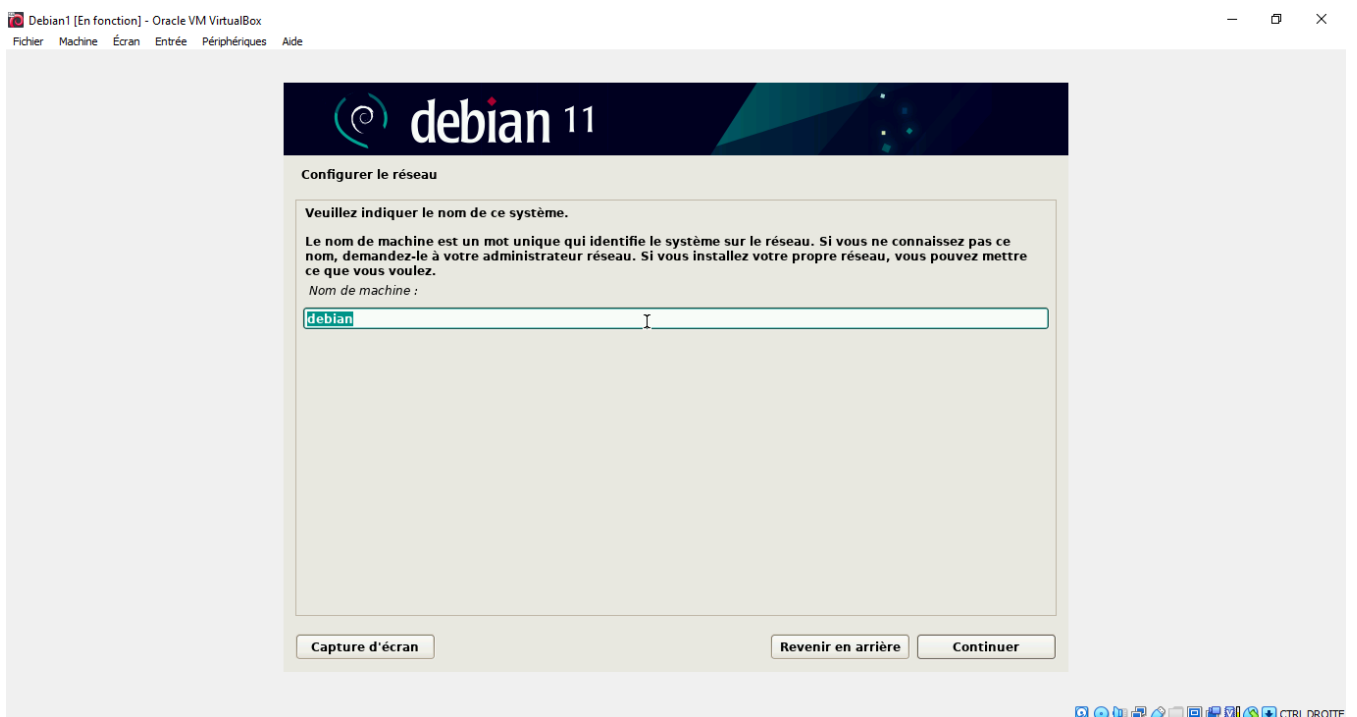 Debian1 [En fonction] - Oracle VM VirtualBox
Fichier Machine Écran Entrée Périphériques Aide
debian 11
Configurer le réseau
Veuillez indiquer le nom de ce système.
Le nom de machine est un mot unique qui identifie le système sur le réseau. Si vous ne connaissez pas ce
nom, demandez-le à votre administrateur réseau. Si vous installez votre propre réseau, vous pouvez mettre
ce que vous voulez.
Nom de machine :
debian
Capture d'écran Revenir en arrière Continuer
CTRL DROITE